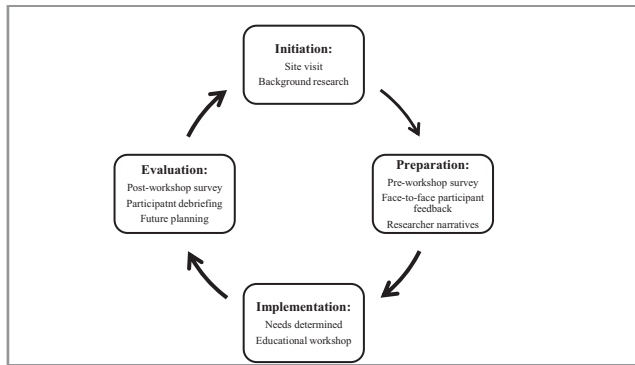 Initiation:
Site visit
Background research
Preparation:
Pre-workshop survey
Face-to-face participant
feedback
Researcher narratives
Implementation:
Needs determined
Educational workshop
Evaluation:
Post-workshop survey
Participatnt debriefing
Future planning